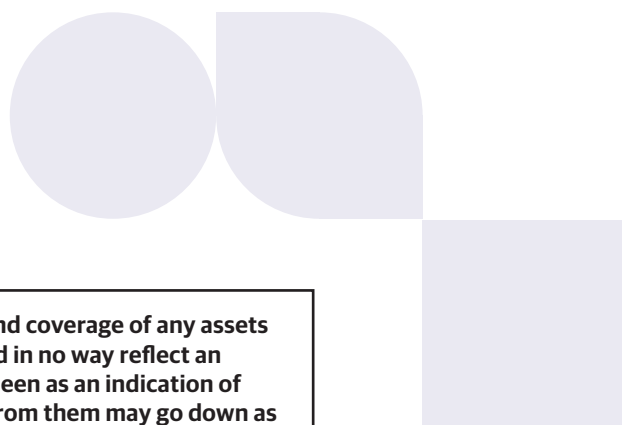 nd coverage of any assets
d in no way reflect an
een as an indication of
rom them may go down as